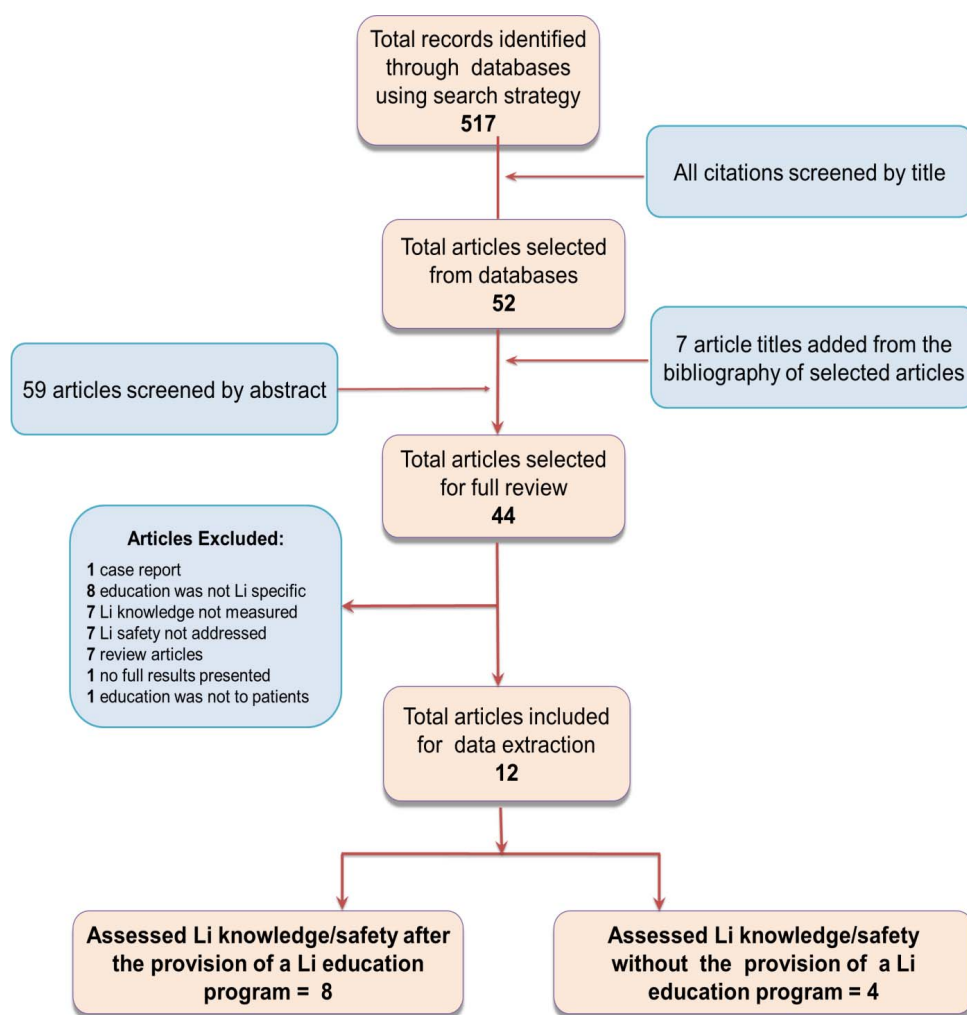 Total records identified
through databases
using search strategy
517
All citations screened by title
Total articles selected
from databases
52
7 article titles added from the
bibliography of selected articles
59 articles screened by abstract
Total articles selected
for full review
44
Articles Excluded:
1 case report
8 education was not Li specific
7 Li knowledge not measured
7 Li safety not addressed
7 review articles
1 no full results presented
1 education was not to patients
Total articles included
for data extraction
12
Assessed Li knowledge/safety after
the provision of a Li education
program = 8
Assessed Li knowledge/safety
without the provision of a Li
education program = 4